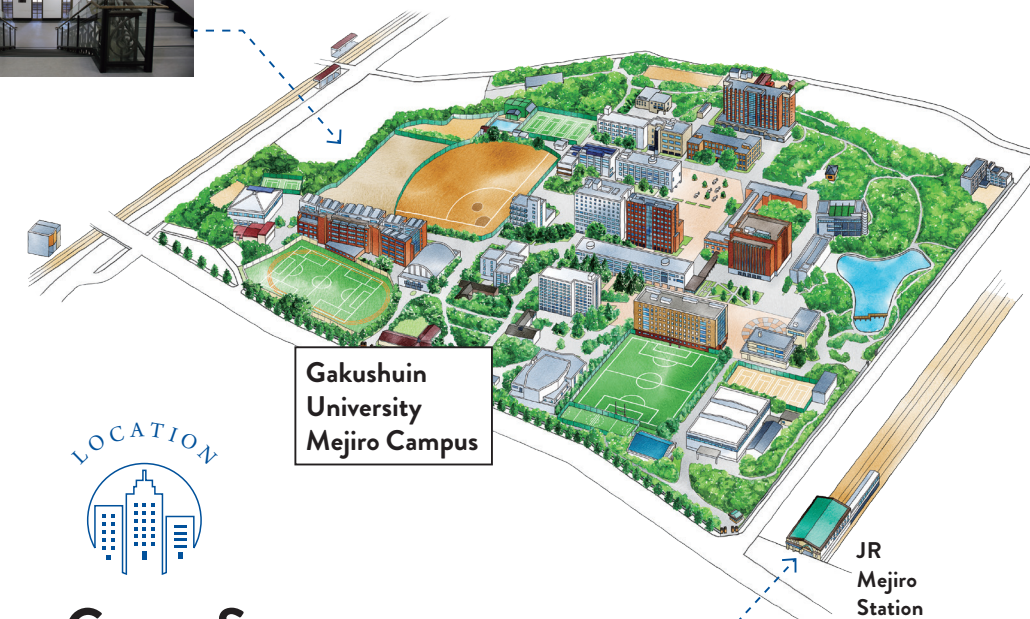 Gakushuin
University
Mejiro Campus
LOCATION
JR
Mejiro
Station